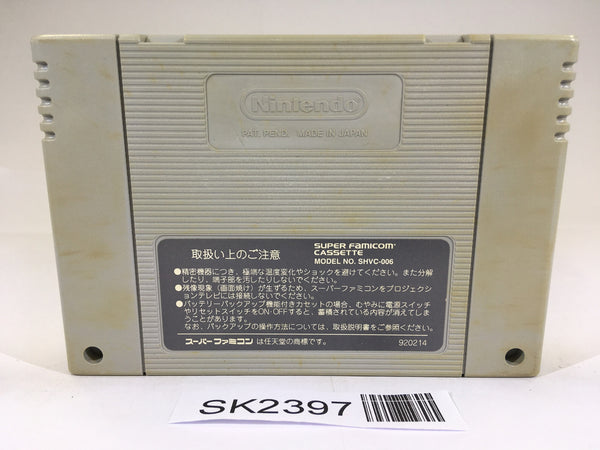 Nintendo
PAT. PEND. MADE IN JAPAN
取扱い上のご注意
SUPER Famicom
CASSETTE
MODEL NO. SHVC-006
●精密機器につき、極端な温度変化やショックを避けてください。また分解
したり、端子部を汚したりしないでください。
●残像現象(画面焼け)が生ずるため、スーパーファミコンをプロジェクシ
ョンテレビには接続しないでください。
●バッテリーバックアップ機能付きカセットの場合、むやみに電源スイッチ
やリセットスイッチをON・OFFすると、蓄積されている内容が消えてしま
うことがあります。
なお、バックアップの操作方法については、取扱説明書をご参照ください。
スーパーファミコン は任天堂の商標です。
920214
SK2397